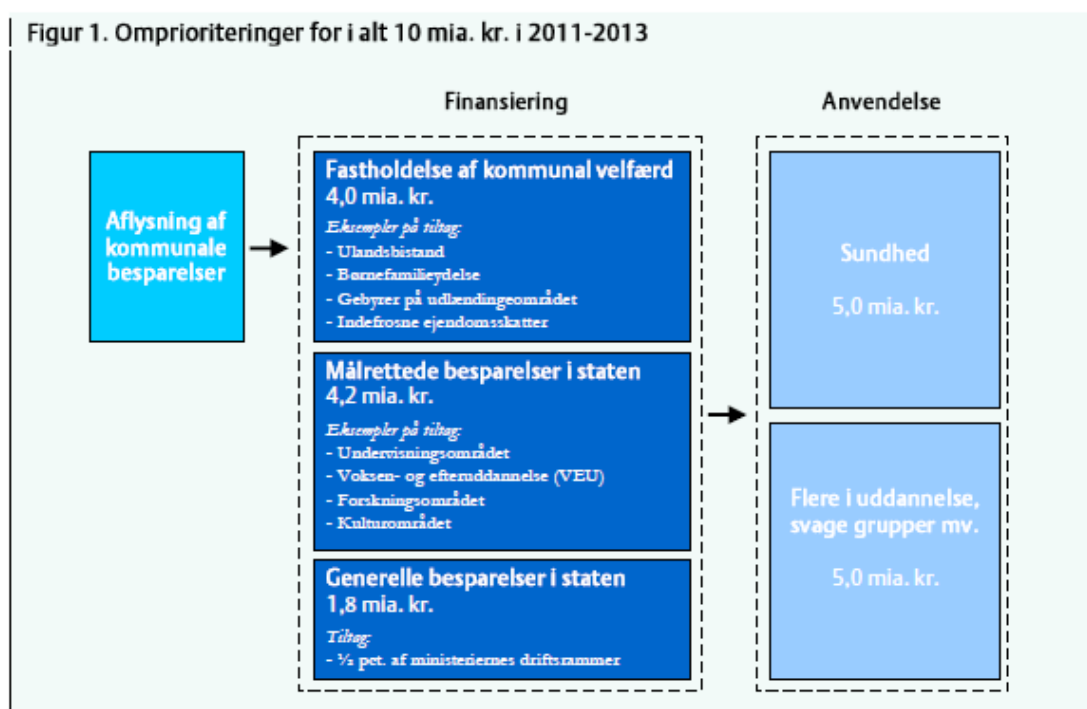 Figur 1. Omprioriteringer for i alt 10 mia. kr. i 2011-2013
Finansiering
Anvendelse
Aflysning af
kommunale
besparelser
Fastholdelse af kommunal velfærd
4,0 mia. kr.
Eksempler på tiltag:
- Ulandsbistand
- Børnefamilieydelse
- Gebyrer på udlændingeområdet
- Indefrosne ejendomsskatter
Målrettede besparelser i staten
4,2 mia. kr.
Eksempler på tiltag:
- Undervisningsområdet
- Voksen- og efteruddannelse (VEU)
- Forskningsområdet
- Kulturområdet
Generelle besparelser i staten
1,8 mia. kr.
Tiltag:
- ½ pct. af ministeriernes driftsrammer
Sundhed
5,0 mia. kr.
Flere i uddannelse,
svage grupper mv.
5,0 mia. kr.